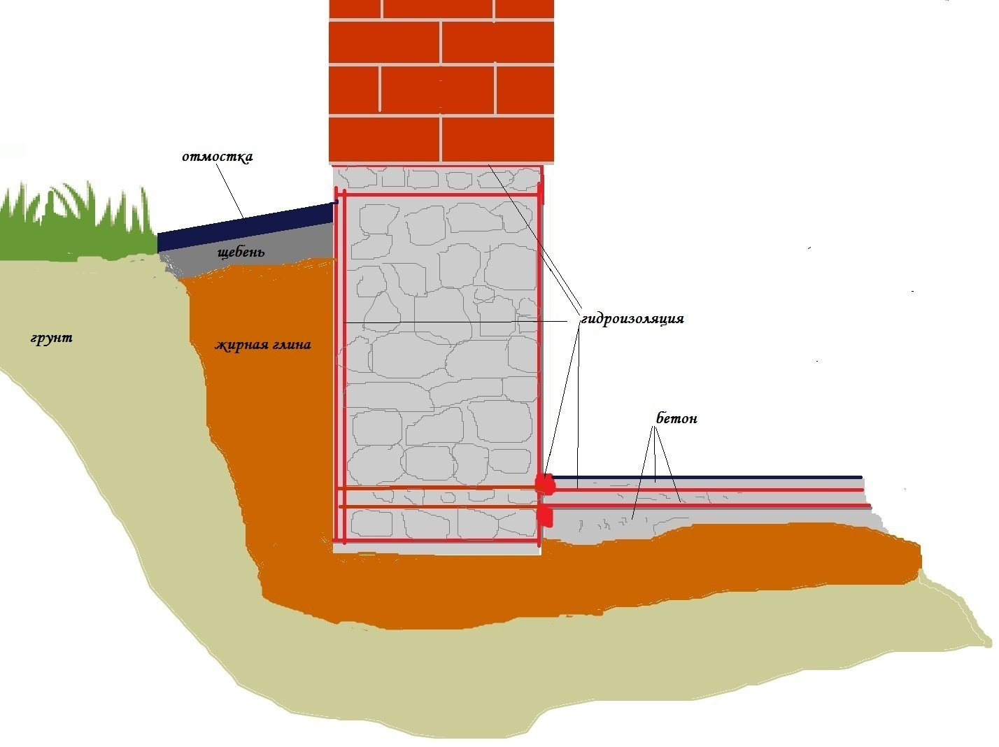 отмостка
щебень
гидроизоляция
грунт
жирная глина
бетон